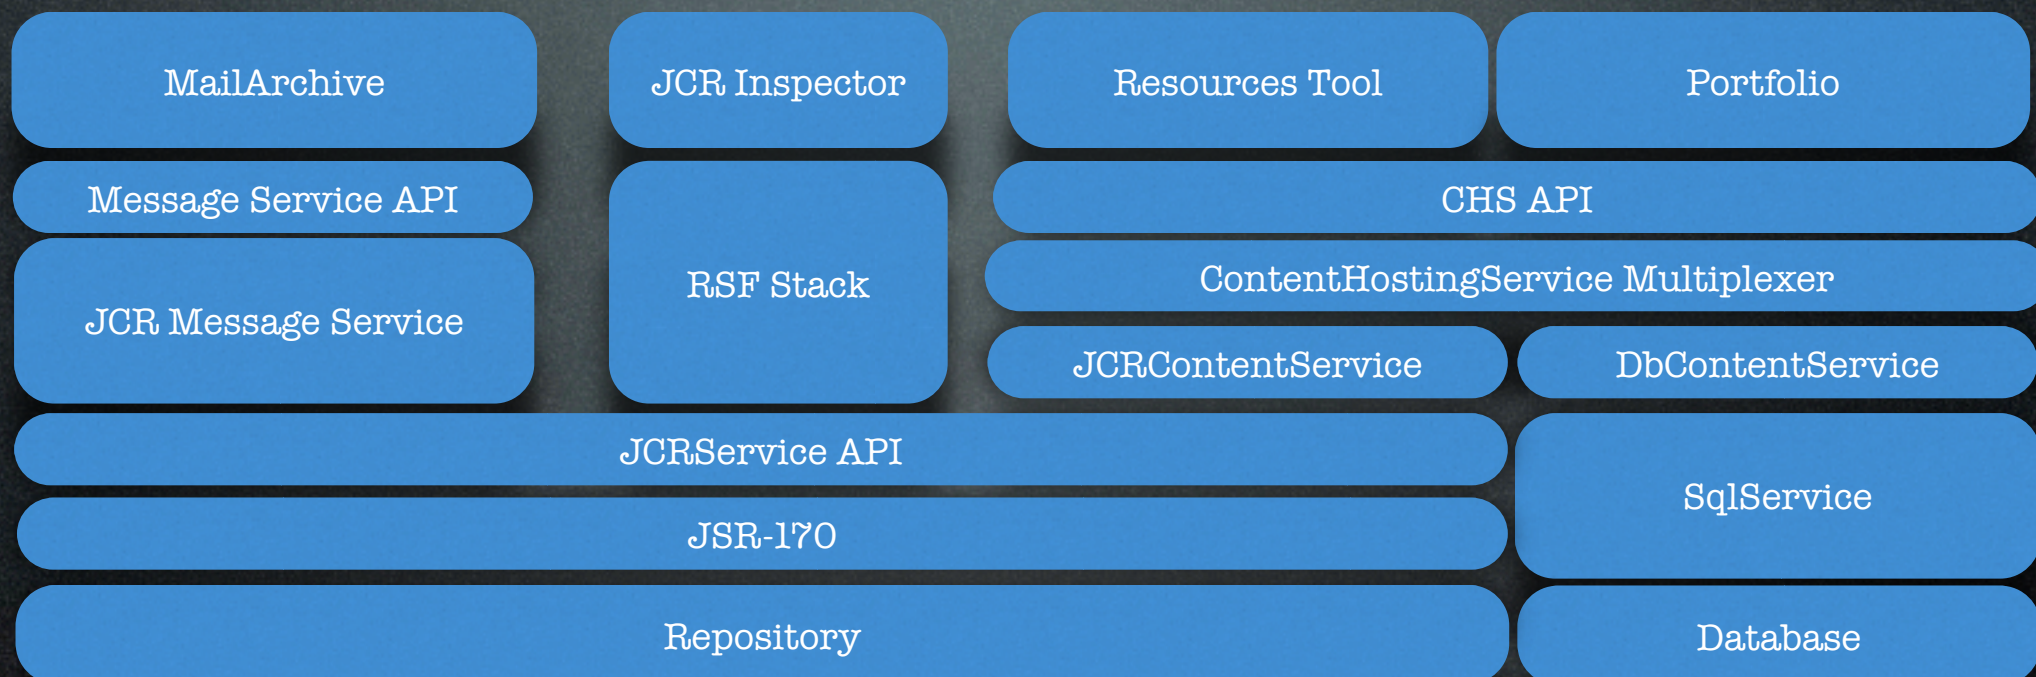 MailArchive
JCR Inspector
Resources Tool
Portfolio
Message Service API
CHS API
RSF Stack
ContentHostingService Multiplexer
JCR Message Service
JCRContentService
DbContentService
JCRService API
SqlService
JSR-170
Repository
Database